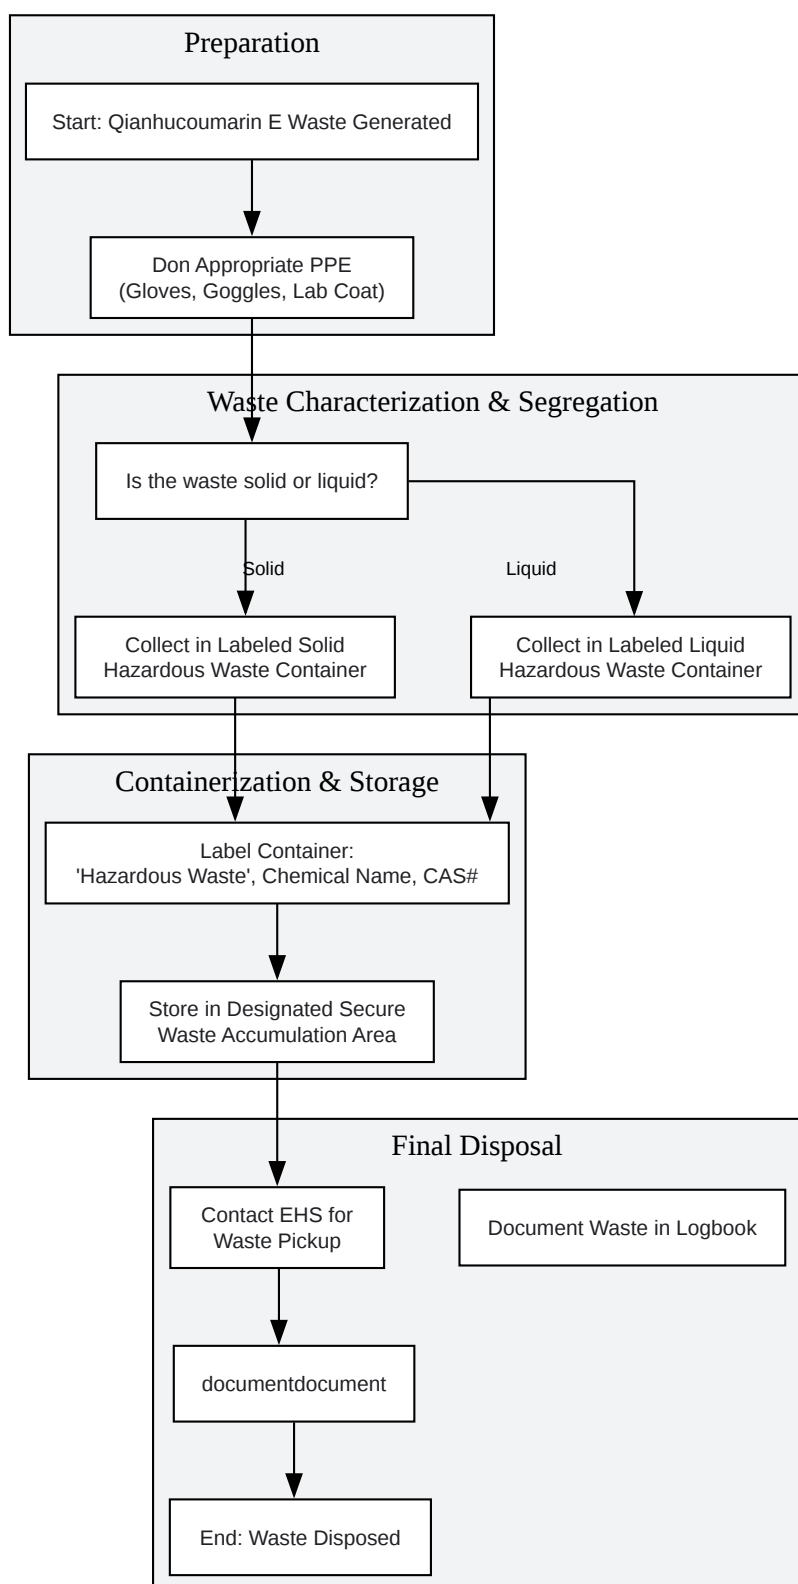 Preparation
Start: Qianhucoumarin E Waste Generated
Don Appropriate PPE
(Gloves, Goggles, Lab Coat)
Waste Characterization & Segregation
Is the waste solid or liquid?
Solid
Liquid
Collect in Labeled Solid
Hazardous Waste Container
Collect in Labeled Liquid
Hazardous Waste Container
Containerization & Storage
Label Container:
'Hazardous Waste', Chemical Name, CAS#
Store in Designated Secure
Waste Accumulation Area
Final Disposal
Contact EHS for
Waste Pickup
Document Waste in Logbook
documentdocument
End: Waste Disposed